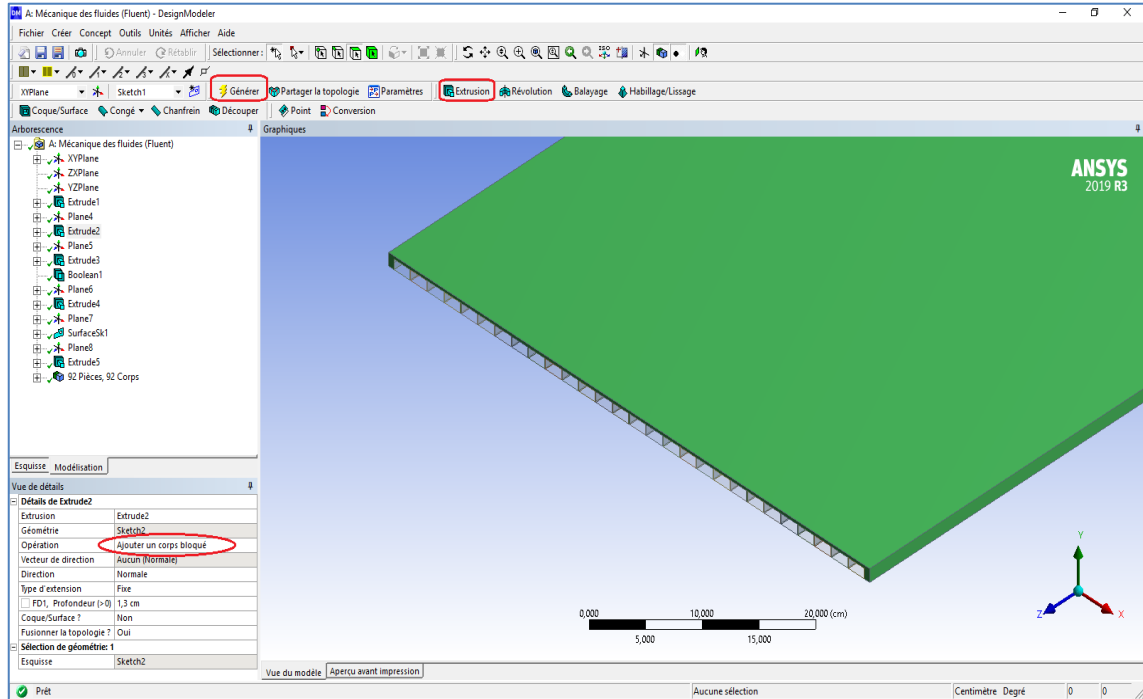 A: Mécanique des fluides (Fluent) - DesignModeler
Fichier Créer Concept Outils Unités Afficher Aide
Annuler Rétablir Sélectionner: ISO
XYPlane Sketch1 Générer Partager la topologie Paramètres Extrusion Révolution Balayage Habillage/Lissage
Coque/Surface Congé Chanfrein Découper Point Conversion
Arborescence
A: Mécanique des fluides (Fluent)
XYPlane
ZXPlane
YZPlane
Extrude1
Plane4
Extrude2
Plane5
Extrude3
Boolean1
Plane6
Extrude4
Plane7
SurfaceSk1
Plane8
Extrude5
92 Pièces, 92 Corps
Esquisse Modélisation
Vue de détails
Détails de Extrude2
Extrusion Extrude2
Géométrie Sketch2
Opération Ajouter un corps bloqué
Vecteur de direction Aucun (Normale)
Direction Normale
Type d'extension Fixe
FD1, Profondeur (>0) 1,3 cm
Coque/Surface ? Non
Fusionner la topologie ? Oui
Sélection de géométrie: 1
Esquisse Sketch2
Graphiques
ANSYS
2019 R3
Y
Z X
0,000 10,000 20,000 (cm)
5,000 15,000
Vue du modèle Aperçu avant impression
Prêt Aucune sélection Centimètre Degré 0 0